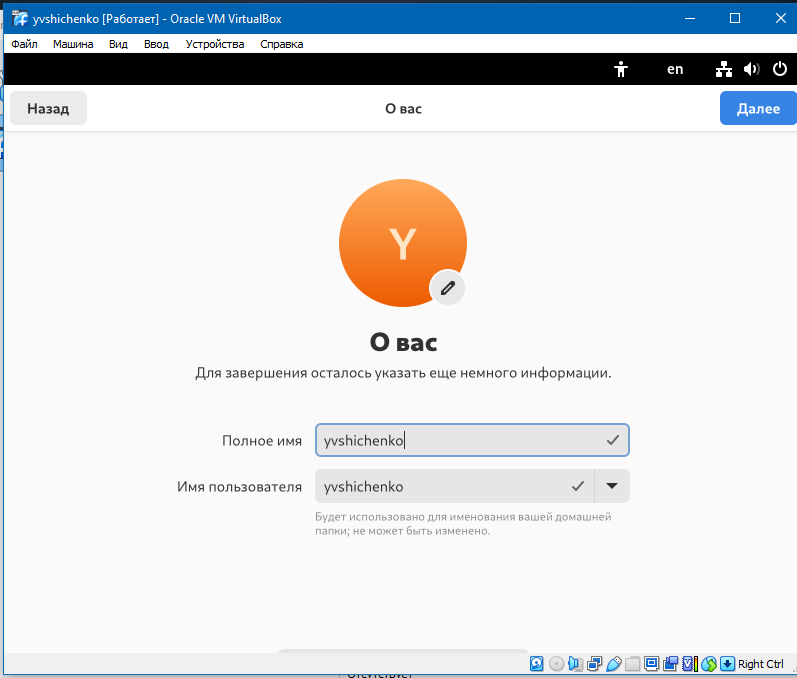 yvshichenko [Работает] - Oracle VM VirtualBox
Файл Машина Вид Ввод Устройства Справка
en
Назад О вас Далее
Y
О вас
Для завершения осталось указать еще немного информации.
Полное имя yvshichenko
Имя пользователя yvshichenko
Будет использовано для именования вашей домашней
папки; не может быть изменено.
Right Ctrl